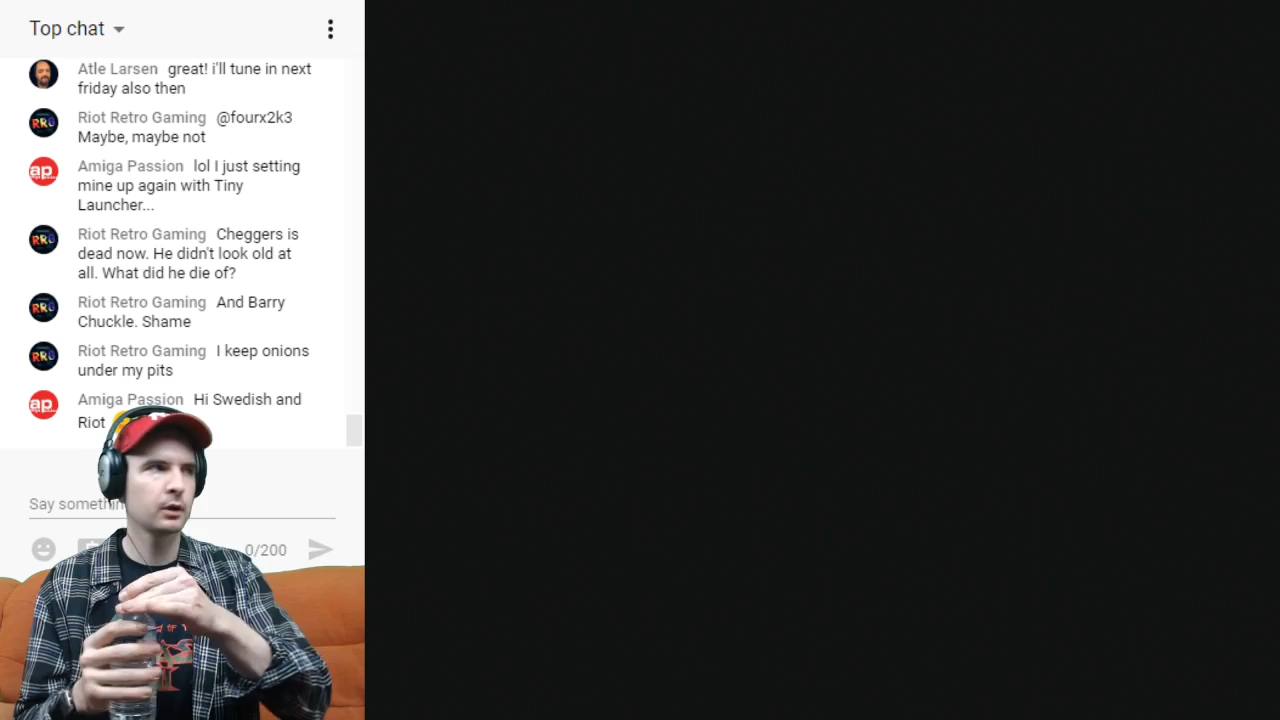 Top chat
Atle Larsen great! i'll tune in next
friday also then
Riot Retro Gaming @fourx2k3
Maybe, maybe not
Amiga Passion lol I just setting
mine up again with Tiny
Launcher...
Riot Retro Gaming Cheggers is
dead now. He didn't look old at
all. What did he die of?
Riot Retro Gaming And Barry
Chuckle. Shame
Riot Retro Gaming I keep onions
under my pits
Amiga Passion Hi Swedish and
Riot
Say somethin
0/200